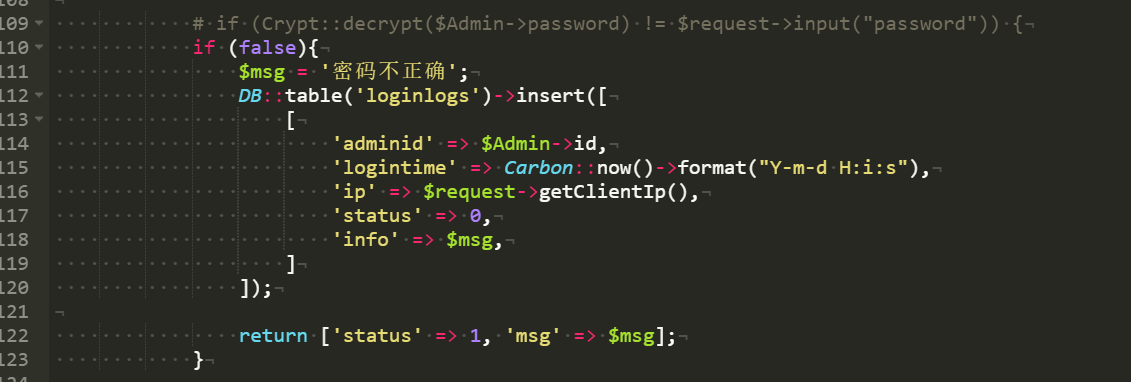 108
109 # if (Crypt::decrypt($Admin->password) != $request->input("password")) {
110 if (false){
111 $msg = '密码不正确';
112 DB::table('loginlogs')->insert([
113 [
114 'adminid' => $Admin->id,
115 'logintime' => Carbon::now()->format("Y-m-d H:i:s"),
116 'ip' => $request->getClientIp(),
117 'status' => 0,
118 'info' => $msg,
119 ]
120 ]);
121
122 return ['status' => 1, 'msg' => $msg];
123 }
124